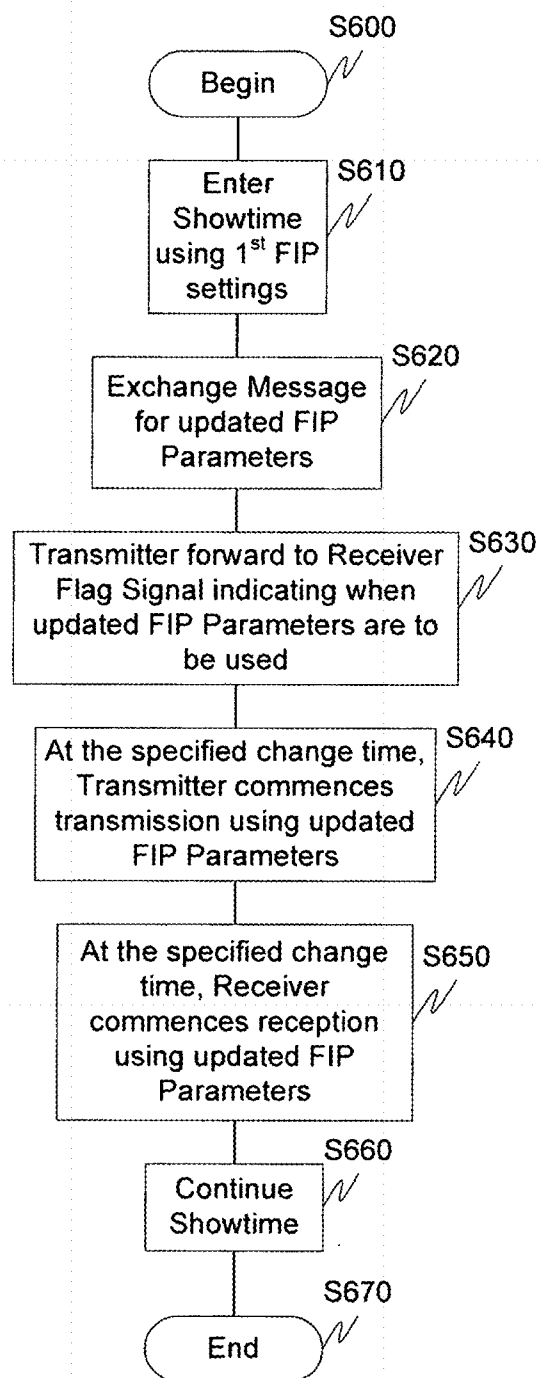 S600
Begin
S610
Enter
Showtime
using 1st FIP
settings
S620
Exchange Message
for updated FIP
Parameters
S630
Transmitter forward to Receiver
Flag Signal indicating when
updated FIP Parameters are to
be used
S640
At the specified change time,
Transmitter commences
transmission using updated
FIP Parameters
S650
At the specified change
time, Receiver
commences reception
using updated FIP
Parameters
S660
Continue
Showtime
S670
End